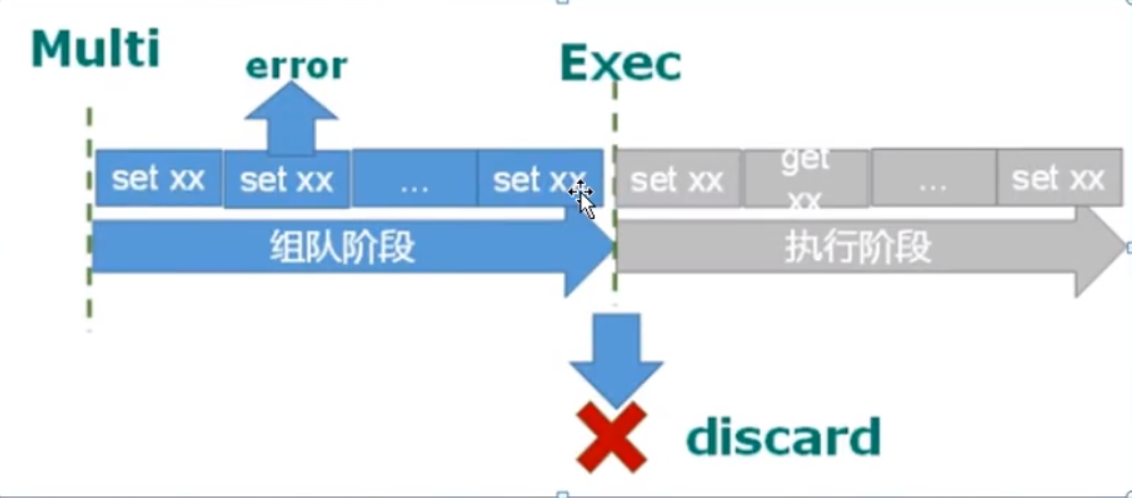 Multi
error
Exec
set xx
set xx
...
set xx
set xx
get
xx
...
set xx
组队阶段
执行阶段
discard